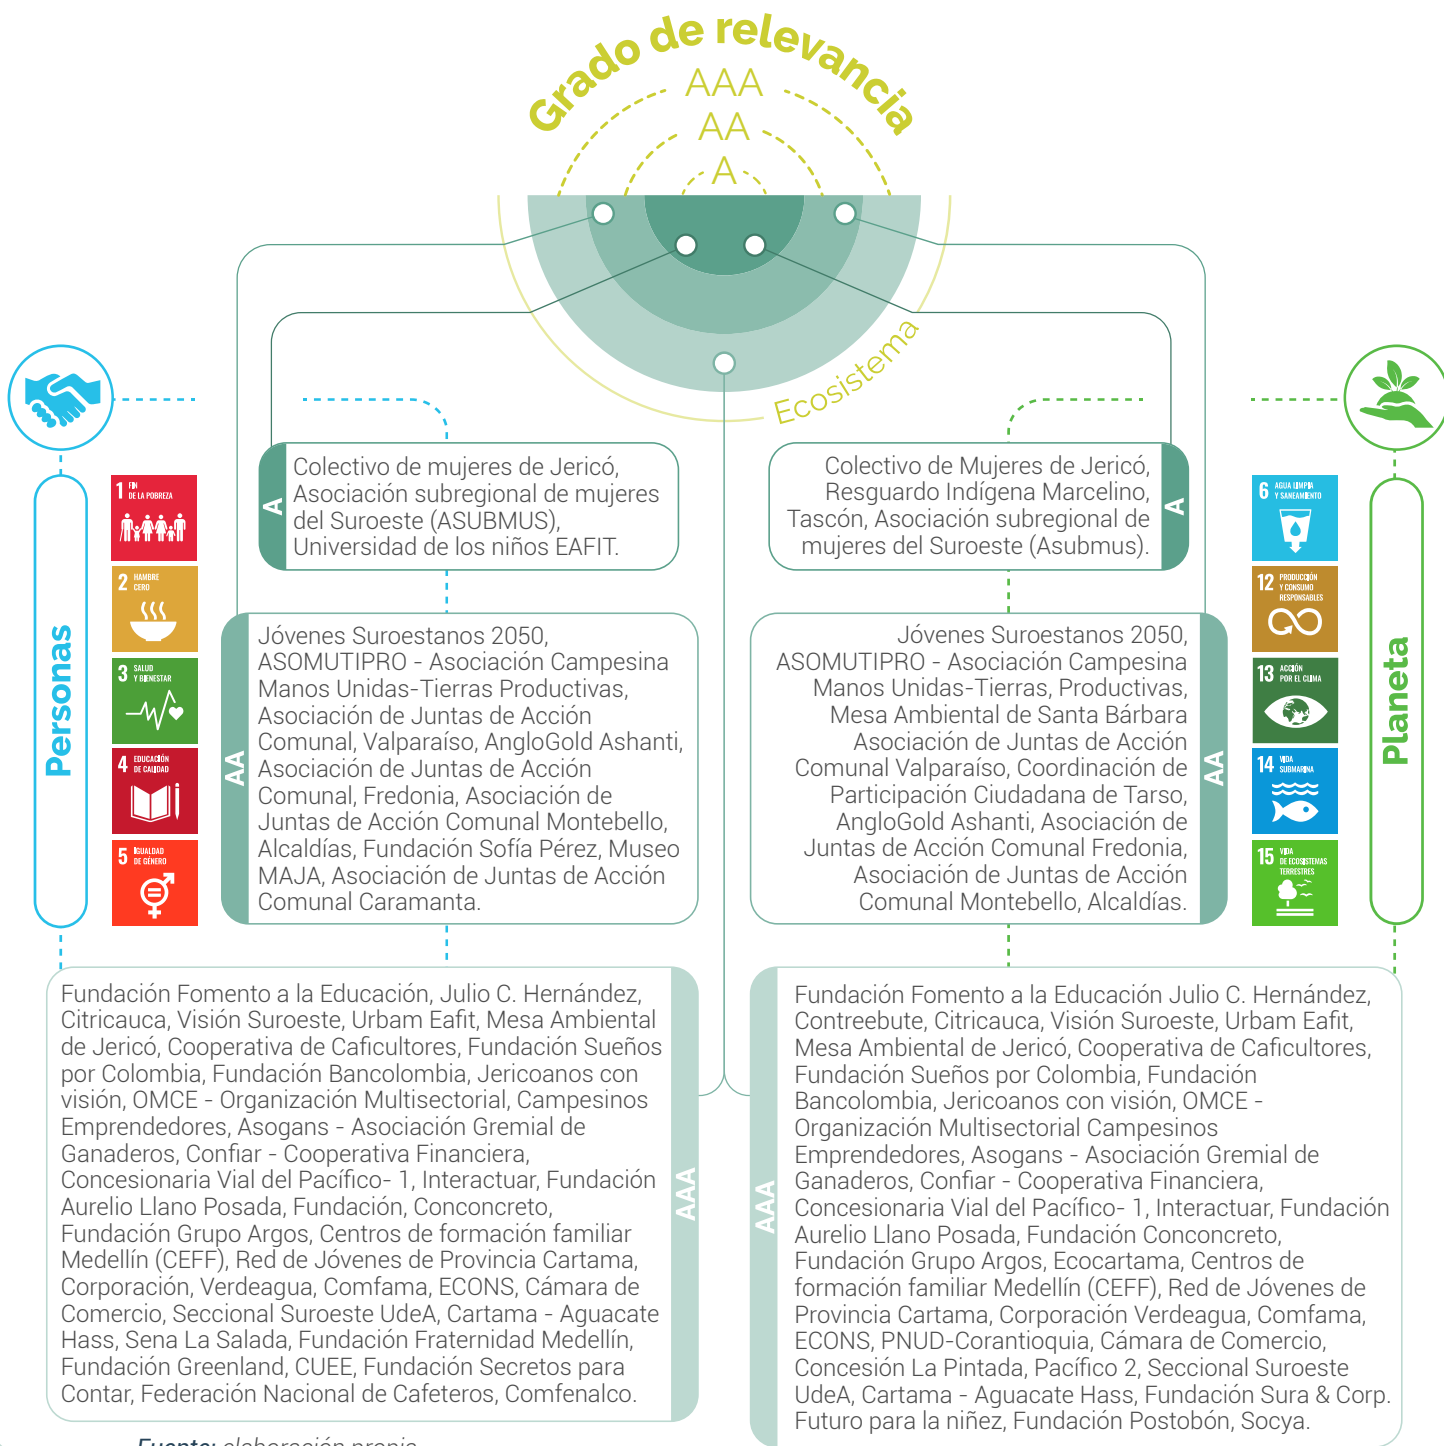 Grado de relevancia
AAA
AA
A
Ecosistema
Personas
1 FIN
DE LA POBREZA
2 HAMBRE
CERO
3 SALUD
Y BIENESTAR
4 EDUCACIÓN
DE CALIDAD
5 IGUALDAD
DE GÉNERO
A
Colectivo de mujeres de Jericó,
Asociación subregional de mujeres
del Suroeste (ASUBMUS),
Universidad de los niños EAFIT.
AA
Jóvenes Suroestanos 2050,
ASOMUTIPRO - Asociación Campesina
Manos Unidas-Tierras Productivas,
Asociación de Juntas de Acción
Comunal, Valparaíso, AngloGold Ashanti,
Asociación de Juntas de Acción
Comunal, Fredonia, Asociación de
Juntas de Acción Comunal Montebello,
Alcaldías, Fundación Sofía Pérez, Museo
MAJA, Asociación de Juntas de Acción
Comunal Caramanta.
Fundación Fomento a la Educación, Julio C. Hernández,
Citricauca, Visión Suroeste, Urbam Eafit, Mesa Ambiental
de Jericó, Cooperativa de Caficultores, Fundación Sueños
por Colombia, Fundación Bancolombia, Jericoanos con
visión, OMCE - Organización Multisectorial, Campesinos
Emprendedores, Asogans - Asociación Gremial de
Ganaderos, Confiar - Cooperativa Financiera,
Concesionaria Vial del Pacífico- 1, Interactuar, Fundación
Aurelio Llano Posada, Fundación, Conconcreto,
Fundación Grupo Argos, Centros de formación familiar
Medellín (CEFF), Red de Jóvenes de Provincia Cartama,
Corporación, Verdeagua, Comfama, ECONS, Cámara de
Comercio, Seccional Suroeste UdeA, Cartama - Aguacate
Hass, Sena La Salada, Fundación Fraternidad Medellín,
Fundación Greenland, CUEE, Fundación Secretos para
Contar, Federación Nacional de Cafeteros, Comfenalco.
AAA
Colectivo de Mujeres de Jericó,
Resguardo Indígena Marcelino,
Tascón, Asociación subregional de
mujeres del Suroeste (Asubmus).
A
Jóvenes Suroestanos 2050,
ASOMUTIPRO - Asociación Campesina
Manos Unidas-Tierras, Productivas,
Mesa Ambiental de Santa Bárbara
Asociación de Juntas de Acción
Comunal Valparaíso, Coordinación de
Participación Ciudadana de Tarso,
AngloGold Ashanti, Asociación de
Juntas de Acción Comunal Fredonia,
Asociación de Juntas de Acción
Comunal Montebello, Alcaldías.
AA
6 AGUA LIMPIA
Y SANEAMIENTO
12 PRODUCCIÓN
Y CONSUMO
RESPONSABLES
13 ACCIÓN
POR EL CLIMA
14 VIDA
SUBMARINA
15 VIDA
DE ECOSISTEMAS
TERRESTRES
Planeta
AAA
Fundación Fomento a la Educación Julio C. Hernández,
Contreebute, Citricauca, Visión Suroeste, Urbam Eafit,
Mesa Ambiental de Jericó, Cooperativa de Caficultores,
Fundación Sueños por Colombia, Fundación
Bancolombia, Jericoanos con visión, OMCE -
Organización Multisectorial Campesinos
Emprendedores, Asogans - Asociación Gremial de
Ganaderos, Confiar - Cooperativa Financiera,
Concesionaria Vial del Pacífico- 1, Interactuar, Fundación
Aurelio Llano Posada, Fundación Conconcreto,
Fundación Grupo Argos, Ecocartama, Centros de
formación familiar Medellín (CEFF), Red de Jóvenes de
Provincia Cartama, Corporación Verdeagua, Comfama,
ECONS, PNUD-Corantioquia, Cámara de Comercio,
Concesión La Pintada, Pacífico 2, Seccional Suroeste
UdeA, Cartama - Aguacate Hass, Fundación Sura & Corp.
Futuro para la niñez, Fundación Postobón, Socya.
Fuente: elaboración propia